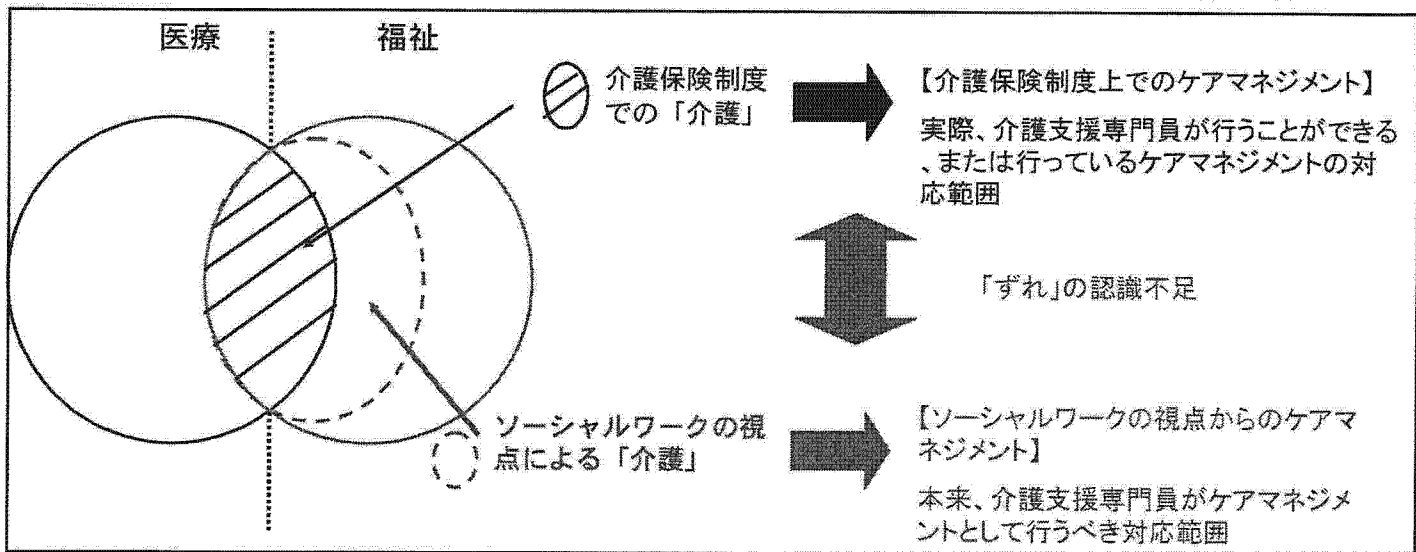 医療
福祉
介護保険制度
での「介護」
【介護保険制度上でのケアマネジメント】
実際、介護支援専門員が行うことができる
、または行っているケアマネジメントの対
応範囲
「ずれ」の認識不足
ソーシャルワークの視
点による「介護」
【ソーシャルワークの視点からのケアマ
ネジメント】
本来、介護支援専門員がケアマネジメ
ントとして行うべき対応範囲